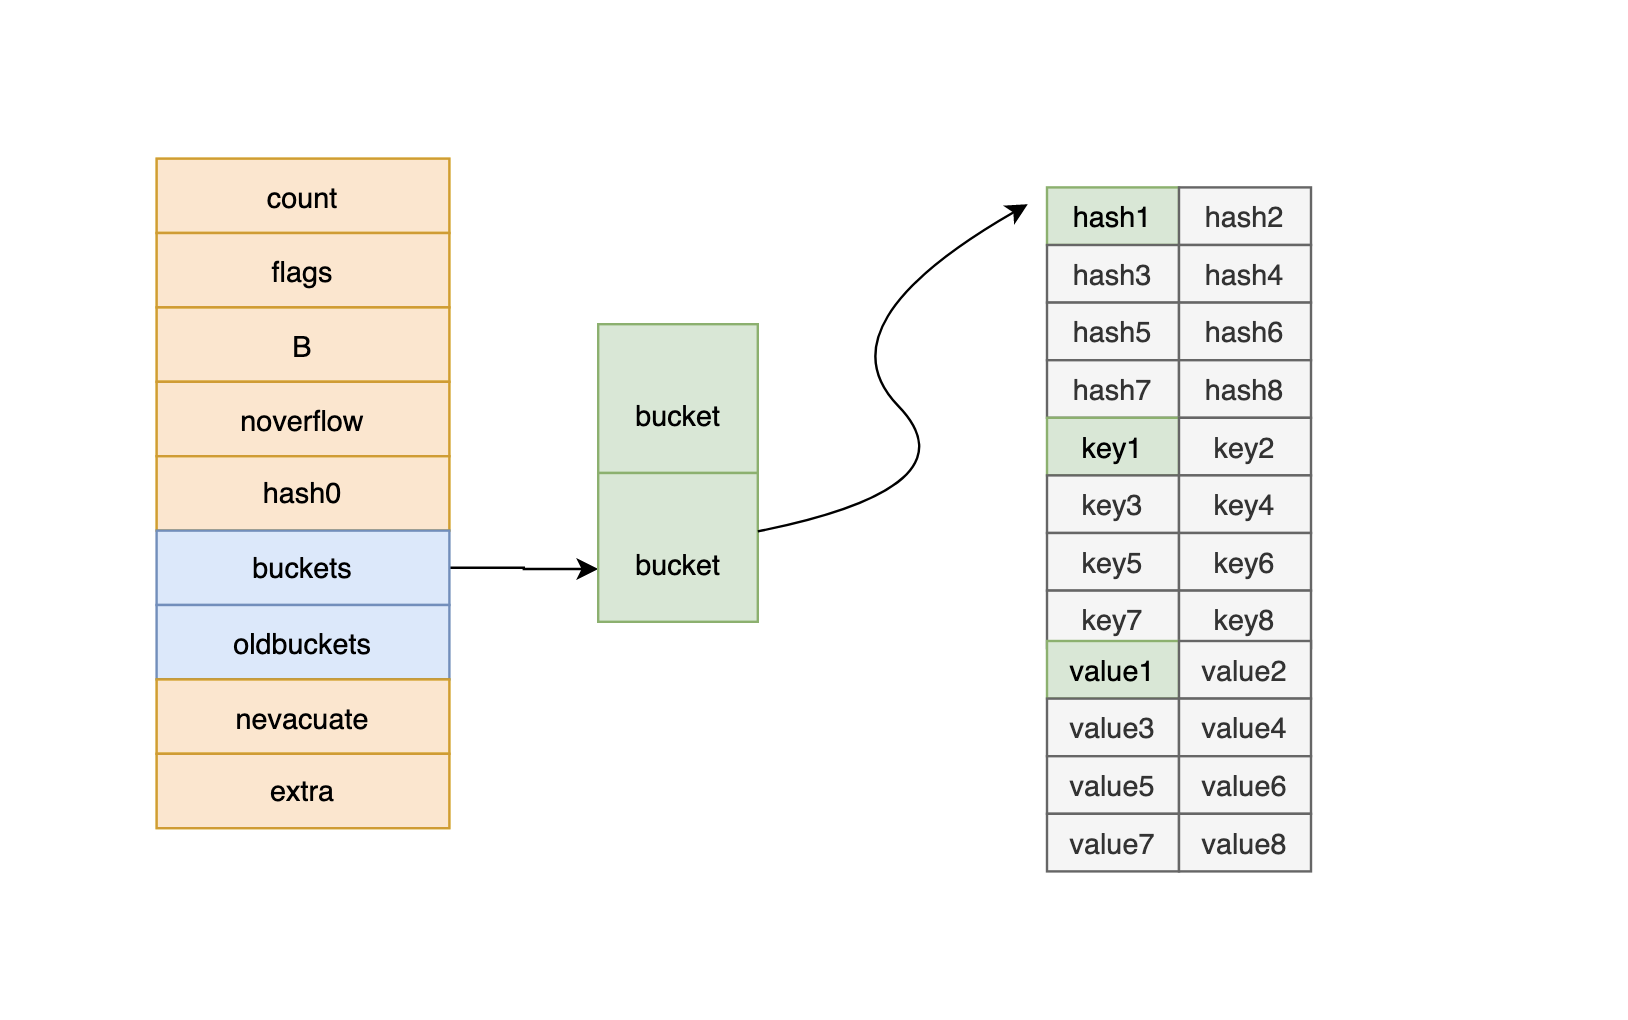 count
flags
B
noverflow
hash0
buckets
oldbuckets
nevacuate
extra
bucket
bucket
hash1 hash2
hash3 hash4
hash5 hash6
hash7 hash8
key1 key2
key3 key4
key5 key6
key7 key8
value1 value2
value3 value4
value5 value6
value7 value8